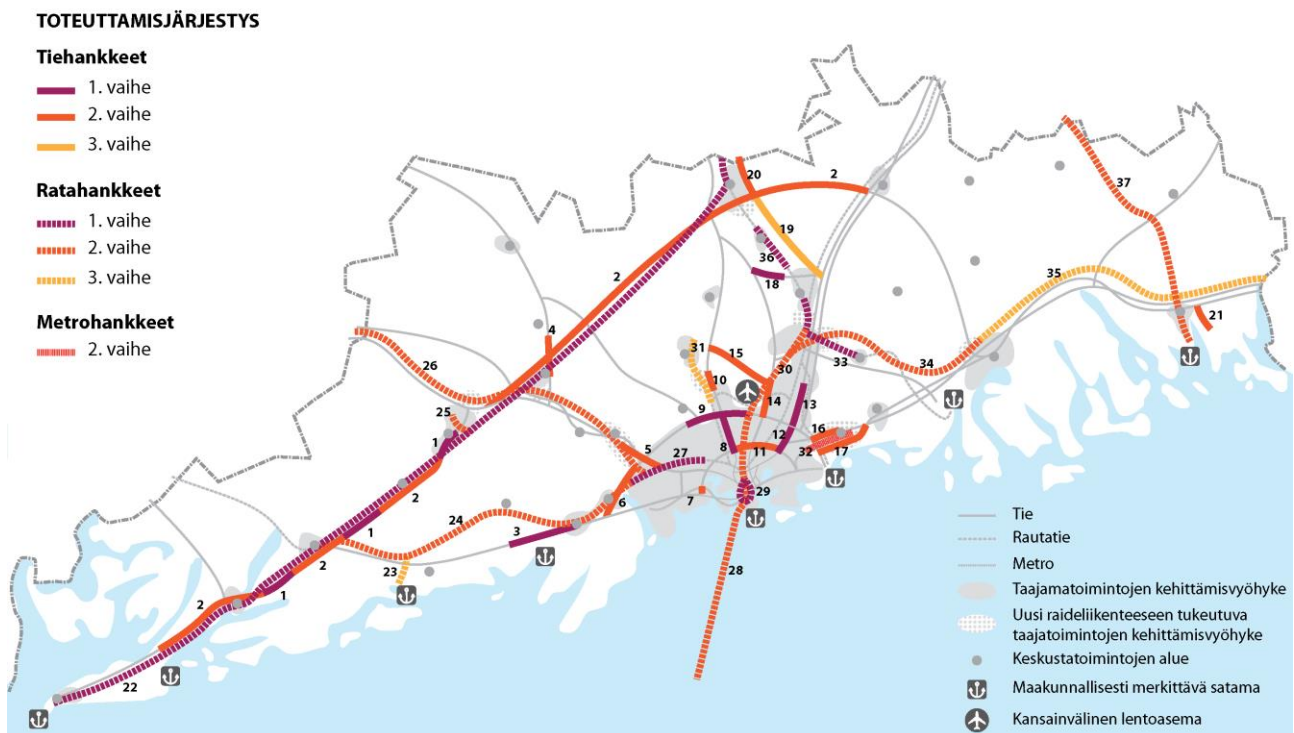 TOTEUTTAMISJÄRJESTYS
Tiehankkeet
1. vaihe
2. vaihe
3. vaihe
Ratahankkeet
1. vaihe
2. vaihe
3. vaihe
Metrohankkeet
2. vaihe
20
2
37
19
2
36
18
35
21
4
31
15
30
33
34
26
10
14
13
25
9
1
16
12
5
8
11
32
17
27
2
6
7
29
24
3
1
2
23
28
1
2
22
Tie
Rautatie
Metro
Taajamatoimintojen kehittämisvyöhyke
Uusi raideliikenteeseen tukeutuva
taajatoimintojen kehittämisvyöhyke
Keskustatoimintojen alue
Maakunnallisesti merkittävä satama
Kansainvälinen lentoasema